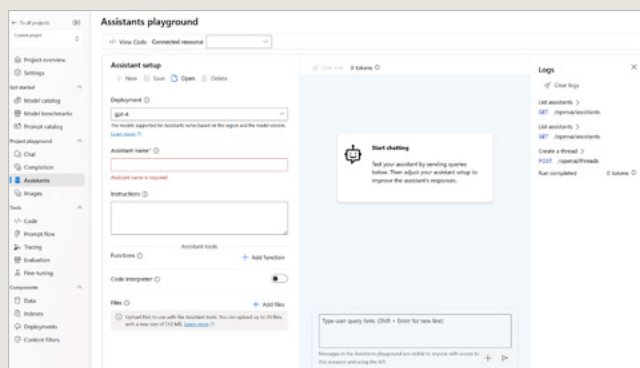 To all projects
Current project
Project overview
Settings
Get started
Model catalog
Model benchmarks
Prompt catalog
Project playground
Chat
Completion
Assistants
Images
Tools
Code
Prompt flow
Tracing
Evaluation
Fine-tuning
Components
Data
Indexes
Deployments
Content filters
Assistants playground
</> View Code Connected resource
Assistant setup
New Save Open Delete
Deployment
gpt-4
The models supported for Assistants varies based on the region and the model version.
Learn more
Assistant name*
Assistant name is required
Instructions
Assistant tools
Functions + Add function
Code interpreter
Files + Add files
Upload files to use with the Assistant tools. You can upload up to 20 files,
with a max size of 512 MB. Learn more
Clear chat 0 tokens
Start chatting
Test your assistant by sending queries
below. Then adjust your assistant setup to
improve the assistant's responses.
Type user query here. (Shift + Enter for new line)
Messages in the Assistants playground are visible to anyone with access to
this resource and using the API.
Logs
Clear logs
List assistants >
GET /openai/assistants
List assistants >
GET /openai/assistants
Create a thread >
POST /openai/threads
Run completed 0 tokens